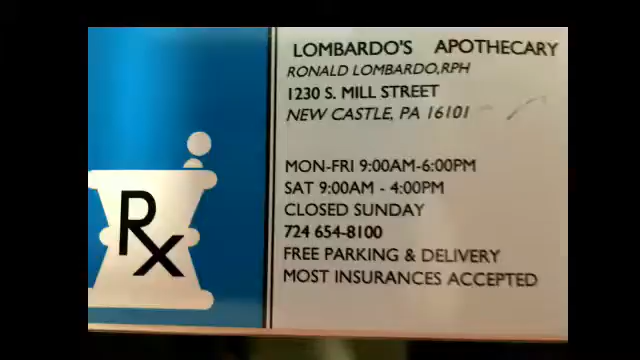 LOMBARDO'S APOTHECARY
RONALD LOMBARDO,RPH
1230 S. MILL STREET
NEW CASTLE, PA 16101
MON-FRI 9:00AM-6:00PM
SAT 9:00AM - 4:00PM
CLOSED SUNDAY
724 654-8100
FREE PARKING & DELIVERY
MOST INSURANCES ACCEPTED
Rx